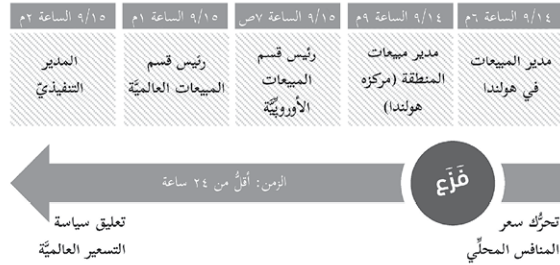 ٩/١٤ الساعة ٦م
مدير المبيعات
في هولندا
٩/١٤ الساعة ٩م
مدير مبيعات
المنطقة (مركزه
هولندا)
٩/١٥ الساعة ٧ص
رئيس قسم
المبيعات
الأوروبِّيَّة
٩/١٥ الساعة ١م
رئيس قسم
المبيعات العالميَّة
٩/١٥ الساعة ٢م
المدير
التنفيذيّ
فَزَع
الزمن: أقلُّ من ٢٤ ساعة
تحرُّك سعر
المنافس المحلِّي
تعليق سياسة
التسعير العالميَّة